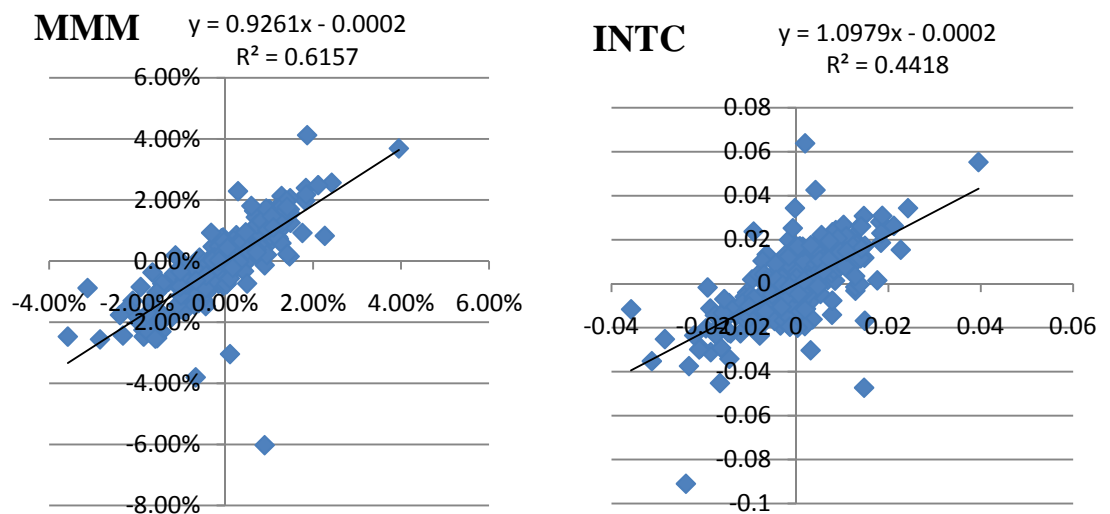 MMM
y = 0.9261x - 0.0002
R² = 0.6157
6.00%
4.00%
2.00%
0.00%
-4.00% -2.00% 0.00% 2.00% 4.00% 6.00%
-2.00%
-4.00%
-6.00%
-8.00%
INTC
y = 1.0979x - 0.0002
R² = 0.4418
0.08
0.06
0.04
0.02
0
-0.04 -0.02 0 0.02 0.04 0.06
-0.02
-0.04
-0.06
-0.08
-0.1